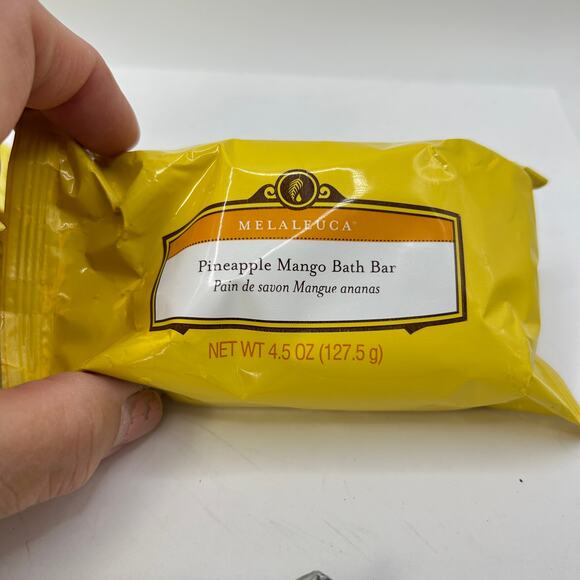 MELALEUCA®
Pineapple Mango Bath Bar
Pain de savon Mangue ananas
NET WT 4.5 OZ (127.5 g)